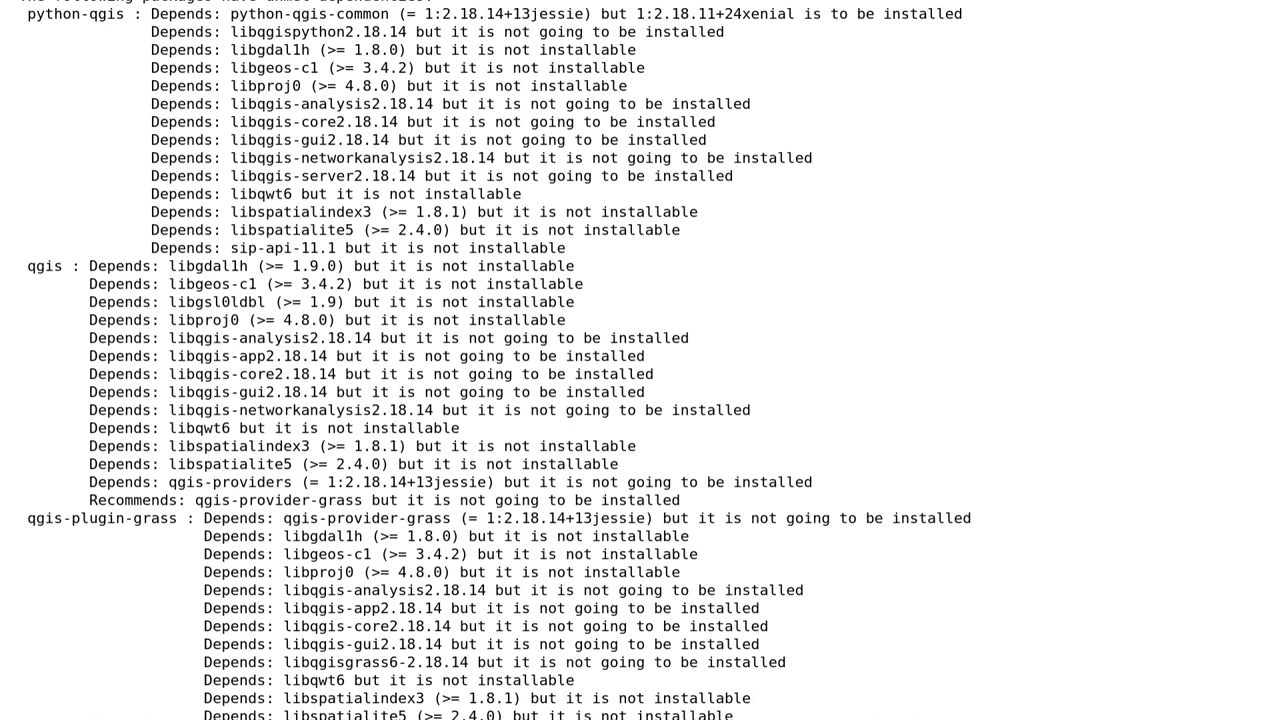 The following packages have unmet dependencies:
python-qgis : Depends: python-qgis-common (= 1:2.18.14+13jessie) but 1:2.18.11+24xenial is to be installed
Depends: libqgispython2.18.14 but it is not going to be installed
Depends: libgdal1h (>= 1.8.0) but it is not installable
Depends: libgeos-c1 (>= 3.4.2) but it is not installable
Depends: libproj0 (>= 4.8.0) but it is not installable
Depends: libqgis-analysis2.18.14 but it is not going to be installed
Depends: libqgis-core2.18.14 but it is not going to be installed
Depends: libqgis-gui2.18.14 but it is not going to be installed
Depends: libqgis-networkanalysis2.18.14 but it is not going to be installed
Depends: libqgis-server2.18.14 but it is not going to be installed
Depends: libqwt6 but it is not installable
Depends: libspatialindex3 (>= 1.8.1) but it is not installable
Depends: libspatialite5 (>= 2.4.0) but it is not installable
Depends: sip-api-11.1 but it is not installable
qgis : Depends: libgdal1h (>= 1.9.0) but it is not installable
Depends: libgeos-c1 (>= 3.4.2) but it is not installable
Depends: libgsl0ldbl (>= 1.9) but it is not installable
Depends: libproj0 (>= 4.8.0) but it is not installable
Depends: libqgis-analysis2.18.14 but it is not going to be installed
Depends: libqgis-app2.18.14 but it is not going to be installed
Depends: libqgis-core2.18.14 but it is not going to be installed
Depends: libqgis-gui2.18.14 but it is not going to be installed
Depends: libqgis-networkanalysis2.18.14 but it is not going to be installed
Depends: libqwt6 but it is not installable
Depends: libspatialindex3 (>= 1.8.1) but it is not installable
Depends: libspatialite5 (>= 2.4.0) but it is not installable
Depends: qgis-providers (= 1:2.18.14+13jessie) but it is not going to be installed
Recommends: qgis-provider-grass but it is not going to be installed
qgis-plugin-grass : Depends: qgis-provider-grass (= 1:2.18.14+13jessie) but it is not going to be installed
Depends: libgdal1h (>= 1.8.0) but it is not installable
Depends: libgeos-c1 (>= 3.4.2) but it is not installable
Depends: libproj0 (>= 4.8.0) but it is not installable
Depends: libqgis-analysis2.18.14 but it is not going to be installed
Depends: libqgis-app2.18.14 but it is not going to be installed
Depends: libqgis-core2.18.14 but it is not going to be installed
Depends: libqgis-gui2.18.14 but it is not going to be installed
Depends: libqgisgrass6-2.18.14 but it is not going to be installed
Depends: libqwt6 but it is not installable
Depends: libspatialindex3 (>= 1.8.1) but it is not installable
Depends: libspatialite5 (>= 2.4.0) but it is not installable